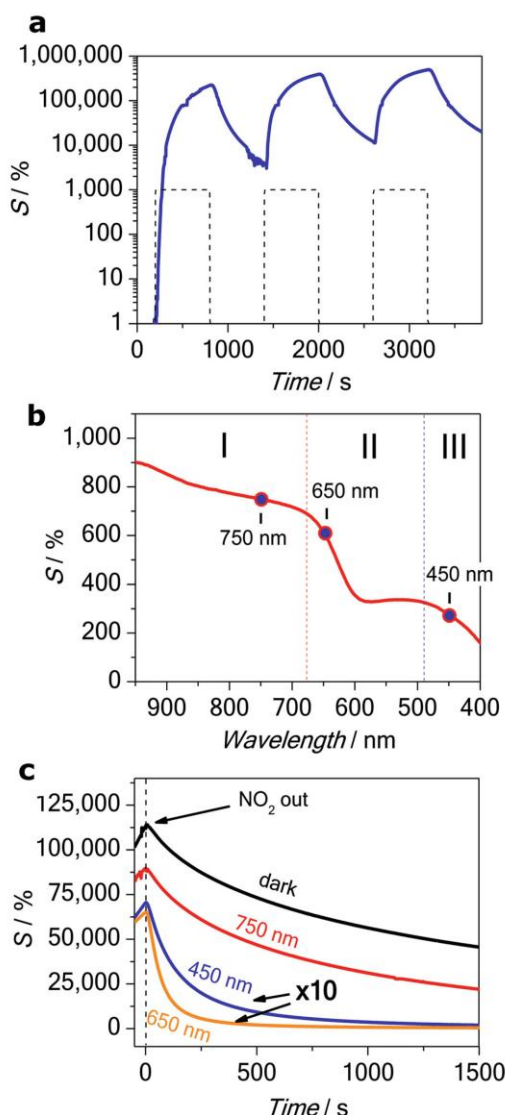 a
1,000,000
100,000
10,000
1,000
100
10
1
S / %
0 1000 2000 3000
Time / s
b
1,000
800
600
400
200
0
S / %
I II III
750 nm
650 nm
450 nm
900 800 700 600 500 400
Wavelength / nm
c
125,000
100,000
75,000
50,000
25,000
0
S / %
NO₂ out
dark
750 nm
450 nm
x10
650 nm
0 500 1000 1500
Time / s